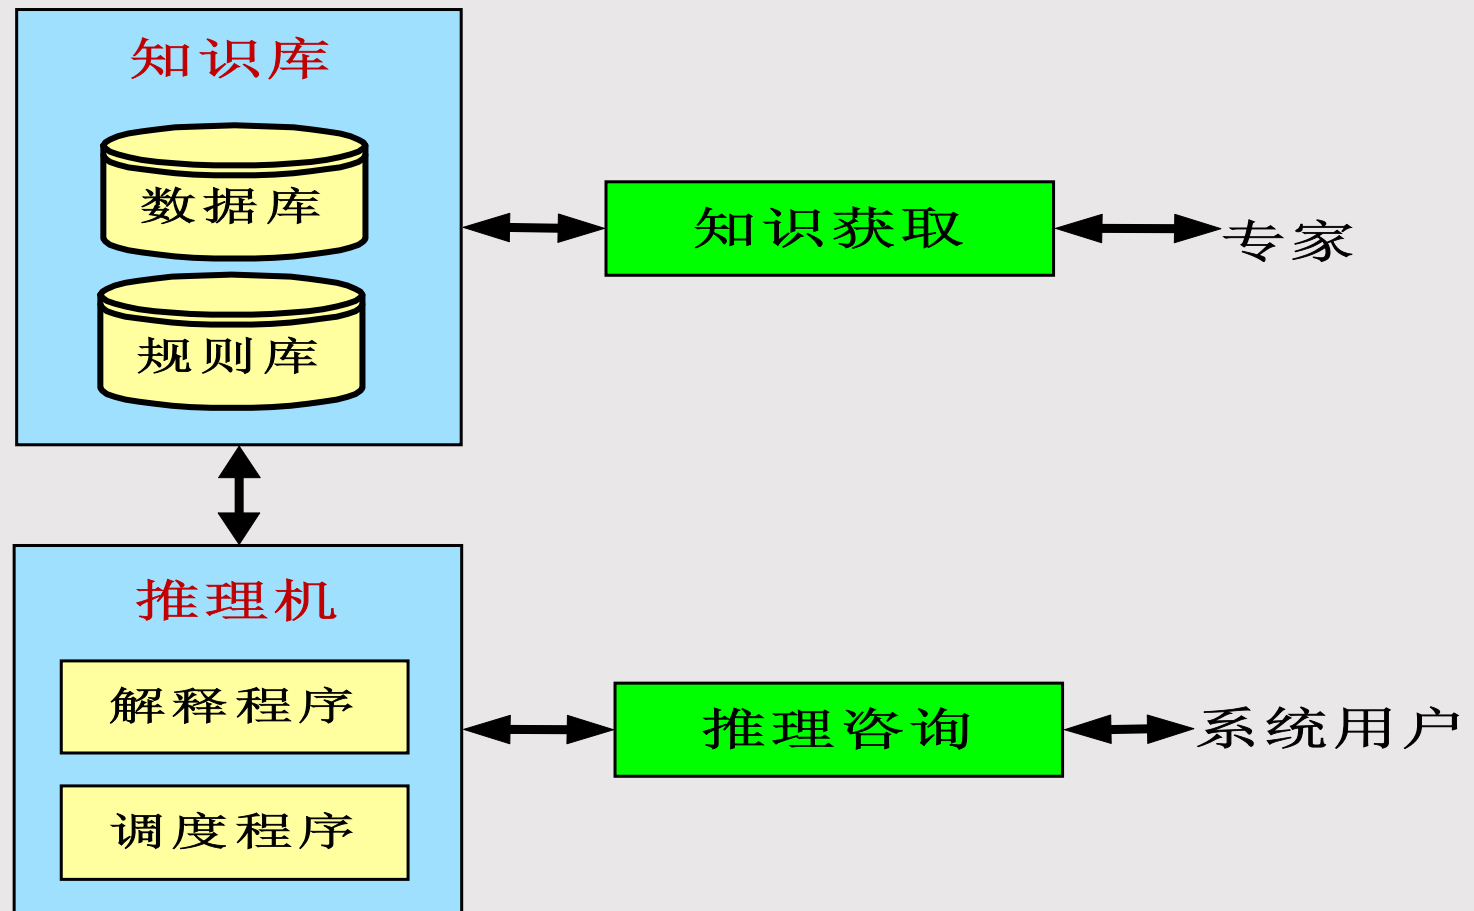 知识库
数据库
规则库
知识获取
专家
推理机
解释程序
调度程序
推理咨询
系统用户